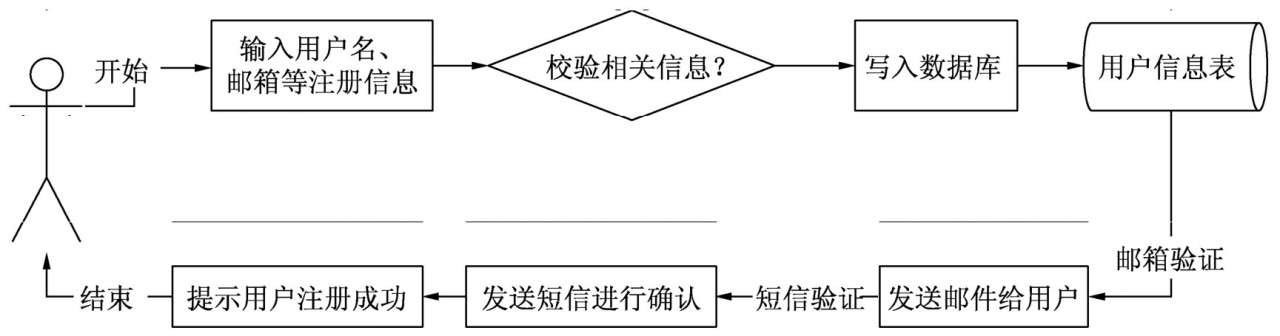 开始
输入用户名、
邮箱等注册信息
校验相关信息？
写入数据库
用户信息表
邮箱验证
发送邮件给用户
短信验证
发送短信进行确认
提示用户注册成功
结束